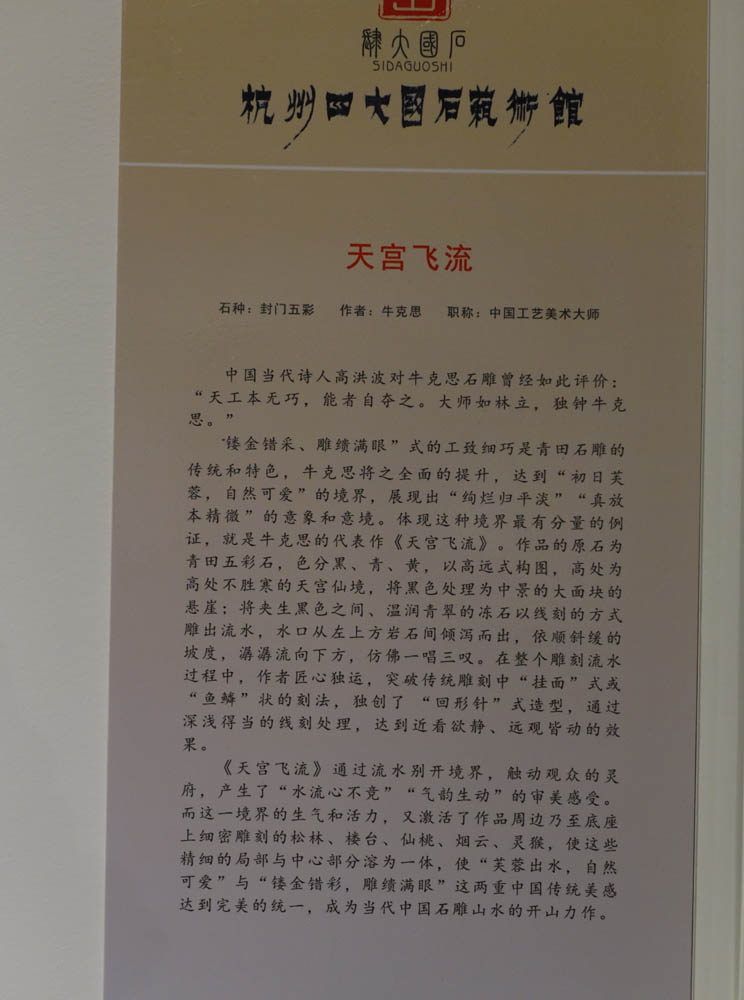 肆大國石
SIDAGUOSHI
杭州四大國石藝術館
天宫飞流
石种：封门五彩 作者：牛克思 职称：中国工艺美术大师
中国当代诗人高洪波对牛克思石雕曾经如此评价：
“天工本无巧，能者自夺之。大师如林立，独钟牛克
思。”
“镂金错采、雕缋满眼”式的工致细巧是青田石雕的
传统和特色，牛克思将之全面的提升，达到“初日芙
蓉，自然可爱”的境界，展现出“绚烂归平淡”“真放
本精微”的意象和意境。体现这种境界最有分量的例
证，就是牛克思的代表作《天宫飞流》。作品的原石为
青田五彩石，色分黑、青、黄，以高远式构图，高处为
高处不胜寒的天宫仙境，将黑色处理为中景的大面块的
悬崖；将夹生黑色之间、温润青翠的冻石以线刻的方式
雕出流水，水口从左上方岩石间倾泻而出，依顺斜缓的
坡度，潺潺流向下方，仿佛一唱三叹。在整个雕刻流水
过程中，作者匠心独运，突破传统雕刻中“挂面”式或
“鱼鳞”状的刻法，独创了 “回形针”式造型，通过
深浅得当的线刻处理，达到近看欲静、远观皆动的效
果。
《天宫飞流》通过流水别开境界，触动观众的灵
府，产生了“水流心不竞”“气韵生动”的审美感受。
而这一境界的生气和活力，又激活了作品周边乃至底座
上细密雕刻的松林、楼台、仙桃、烟云、灵猴，使这些
精细的局部与中心部分溶为一体，使“芙蓉出水，自然
可爱”与“镂金错彩，雕缋满眼”这两重中国传统美感
达到完美的统一，成为当代中国石雕山水的开山力作。